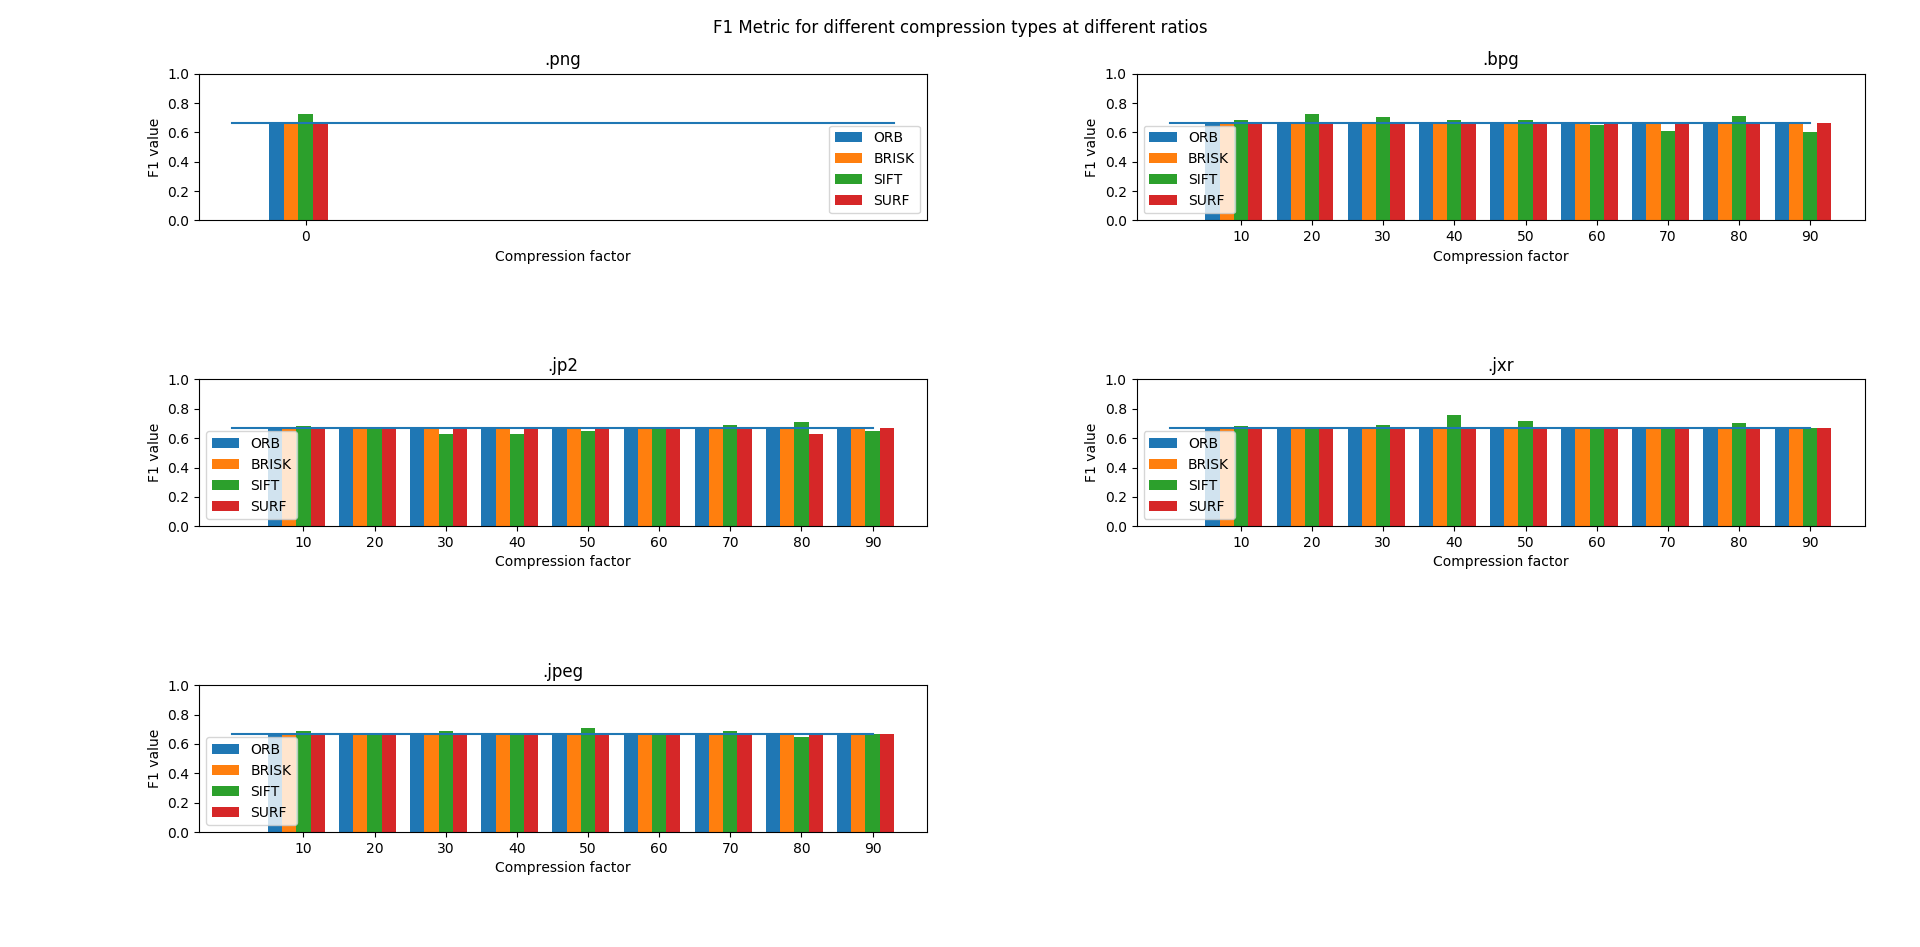 F1 Metric for different compression types at different ratios
.png
1.0
0.8
0.6
0.4
0.2
0.0
F1 value
ORB
BRISK
SIFT
SURF
0
Compression factor
.bpg
1.0
0.8
0.6
0.4
0.2
0.0
F1 value
ORB
BRISK
SIFT
SURF
10 20 30 40 50 60 70 80 90
Compression factor
.jp2
1.0
0.8
0.6
0.4
0.2
0.0
F1 value
ORB
BRISK
SIFT
SURF
10 20 30 40 50 60 70 80 90
Compression factor
.jxr
1.0
0.8
0.6
0.4
0.2
0.0
F1 value
ORB
BRISK
SIFT
SURF
10 20 30 40 50 60 70 80 90
Compression factor
.jpeg
1.0
0.8
0.6
0.4
0.2
0.0
F1 value
ORB
BRISK
SIFT
SURF
10 20 30 40 50 60 70 80 90
Compression factor